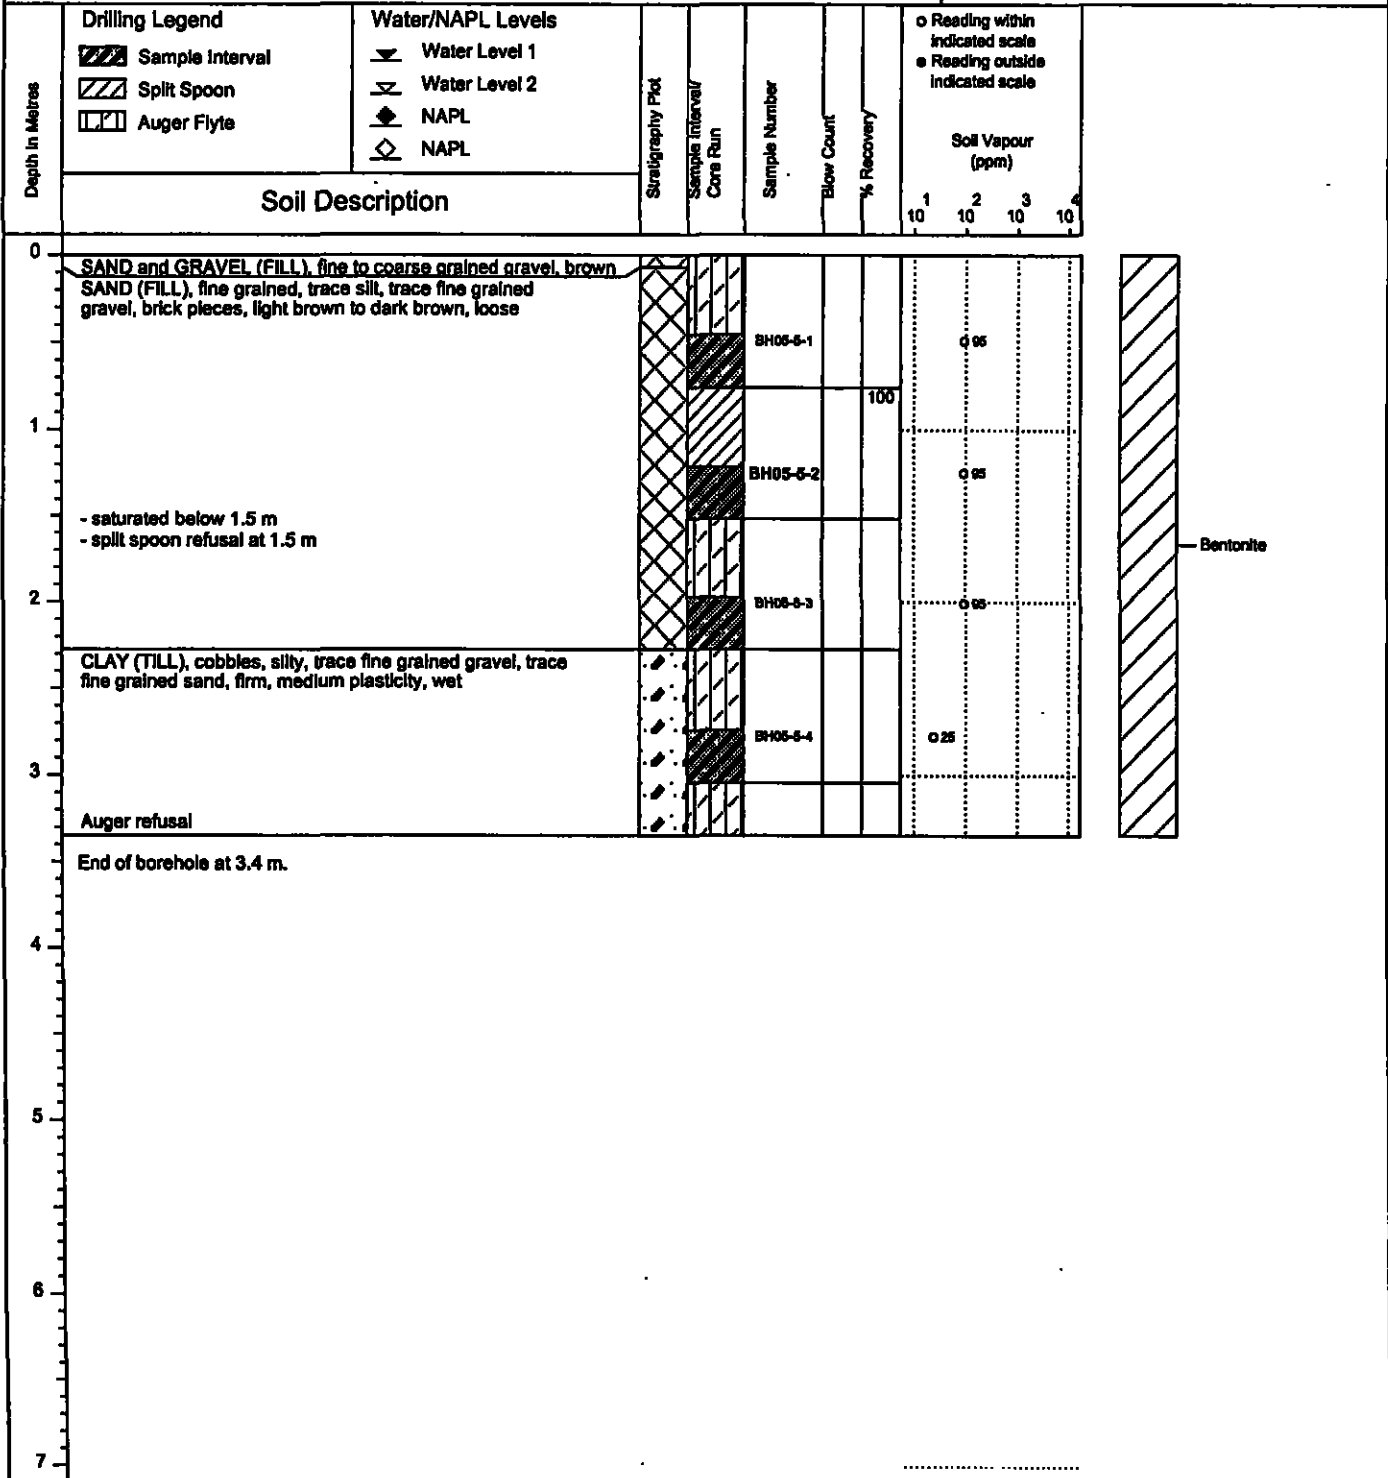 Drilling Legend
Sample Interval
Split Spoon
Auger Flyte
Water/NAPL Levels
Water Level 1
Water Level 2
NAPL
NAPL
Depth In Metres
Soil Description
Stratigraphy Plot
Sample Interval/
Core Run
Sample Number
Blow Count
% Recovery
o Reading within
indicated scale
● Reading outside
indicated scale
Soil Vapour
(ppm)
10 1 10 2 10 3 10 4
0
SAND and GRAVEL (FILL), fine to coarse grained gravel, brown
SAND (FILL), fine grained, trace silt, trace fine grained
gravel, brick pieces, light brown to dark brown, loose
BH05-5-1
95
100
1
BH05-5-2
95
- saturated below 1.5 m
- split spoon refusal at 1.5 m
Bentonite
2
BH05-5-3
95
CLAY (TILL), cobbles, silty, trace fine grained gravel, trace
fine grained sand, firm, medium plasticity, wet
BH05-5-4
25
3
Auger refusal
End of borehole at 3.4 m.
4
5
6
7